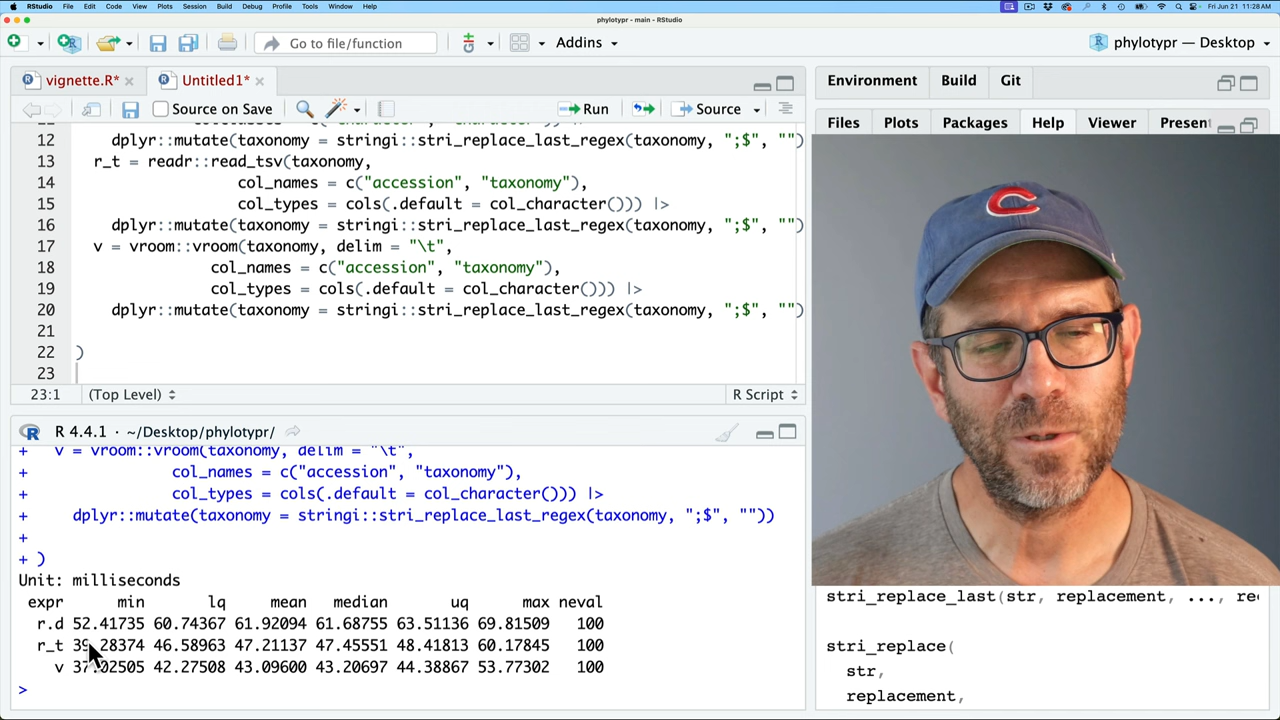 RStudio File Edit Code View Plots Session Build Debug Profile Tools Window Help Fri Jun 21 11:28 AM
phylotypr - main - RStudio
Go to file/function Addins phylotypr — Desktop
vignette.R* Untitled1*
Source on Save Run Source
12 dplyr::mutate(taxonomy = stringi::stri_replace_last_regex(taxonomy, ";$", "")
13 r_t = readr::read_tsv(taxonomy,
14 col_names = c("accession", "taxonomy"),
15 col_types = cols(.default = col_character())) |>
16 dplyr::mutate(taxonomy = stringi::stri_replace_last_regex(taxonomy, ";$", "")
17 v = vroom::vroom(taxonomy, delim = "\t",
18 col_names = c("accession", "taxonomy"),
19 col_types = cols(.default = col_character())) |>
20 dplyr::mutate(taxonomy = stringi::stri_replace_last_regex(taxonomy, ";$", "")
21
22 )
23
23:1 (Top Level) R Script
R 4.4.1 · ~/Desktop/phylotypr/
+ v = vroom::vroom(taxonomy, delim = "\t",
+ col_names = c("accession", "taxonomy"),
+ col_types = cols(.default = col_character())) |>
+ dplyr::mutate(taxonomy = stringi::stri_replace_last_regex(taxonomy, ";$", ""))
+
+ )
Unit: milliseconds
expr min lq mean median uq max neval
r.d 52.41735 60.74367 61.92094 61.68755 63.51136 69.81509 100
r_t 39.28374 46.58963 47.21137 47.45551 48.41813 60.17845 100
v 37.02505 42.27508 43.09600 43.20697 44.38867 53.77302 100
>
Environment Build Git
Files Plots Packages Help Viewer Present
C
stri_replace_last(str, replacement, ..., re
stri_replace(
str,
replacement,